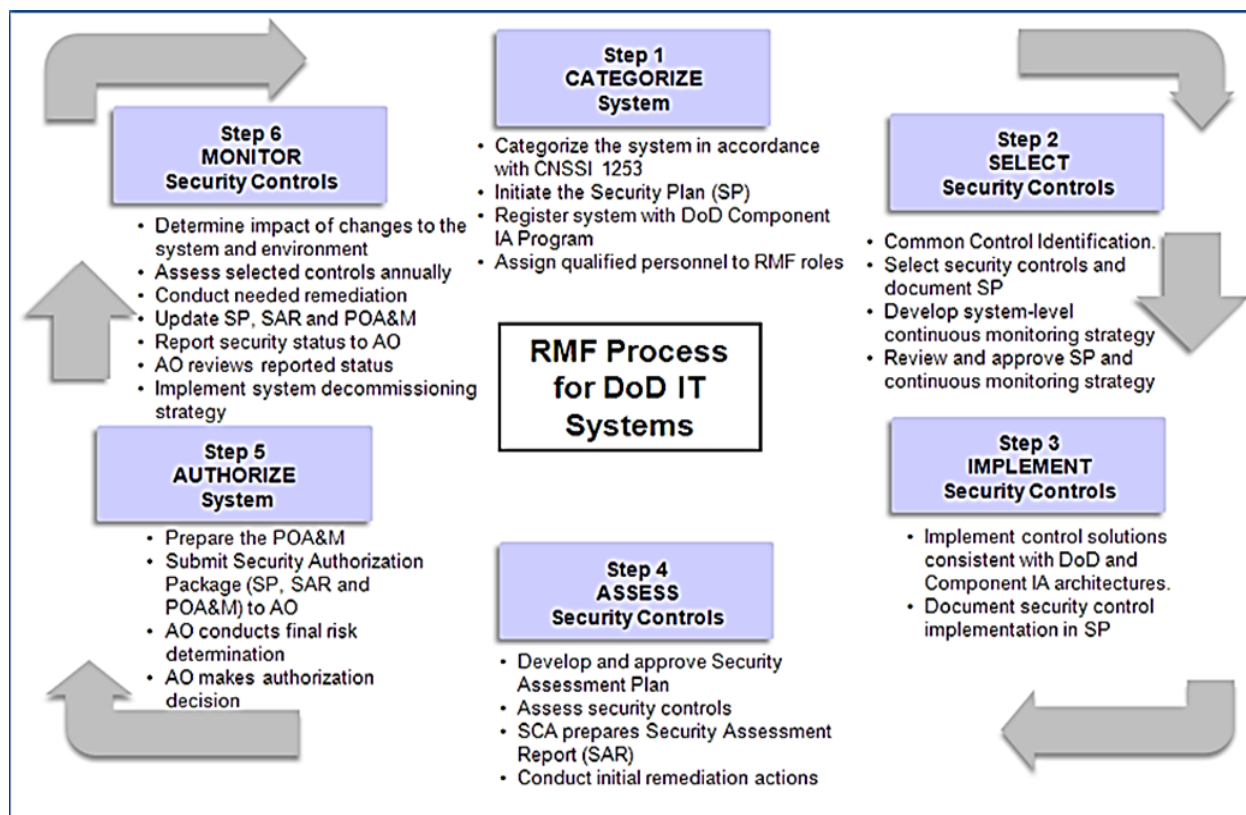 Step 1
CATEGORIZE
System
• Categorize the system in accordance
with CNSSI 1253
• Initiate the Security Plan (SP)
• Register system with DoD Component
IA Program
• Assign qualified personnel to RMF roles
Step 2
SELECT
Security Controls
• Common Control Identification.
• Select security controls and
document SP
• Develop system-level
continuous monitoring strategy
• Review and approve SP and
continuous monitoring strategy
Step 3
IMPLEMENT
Security Controls
• Implement control solutions
consistent with DoD and
Component IA architectures.
• Document security control
implementation in SP
Step 4
ASSESS
Security Controls
• Develop and approve Security
Assessment Plan
• Assess security controls
• SCA prepares Security Assessment
Report (SAR)
• Conduct initial remediation actions
Step 5
AUTHORIZE
System
• Prepare the POA&M
• Submit Security Authorization
Package (SP, SAR and
POA&M) to AO
• AO conducts final risk
determination
• AO makes authorization
decision
Step 6
MONITOR
Security Controls
• Determine impact of changes to the
system and environment
• Assess selected controls annually
• Conduct needed remediation
• Update SP, SAR and POA&M
• Report security status to AO
• AO reviews reported status
• Implement system decommissioning
strategy
RMF Process
for DoD IT
Systems